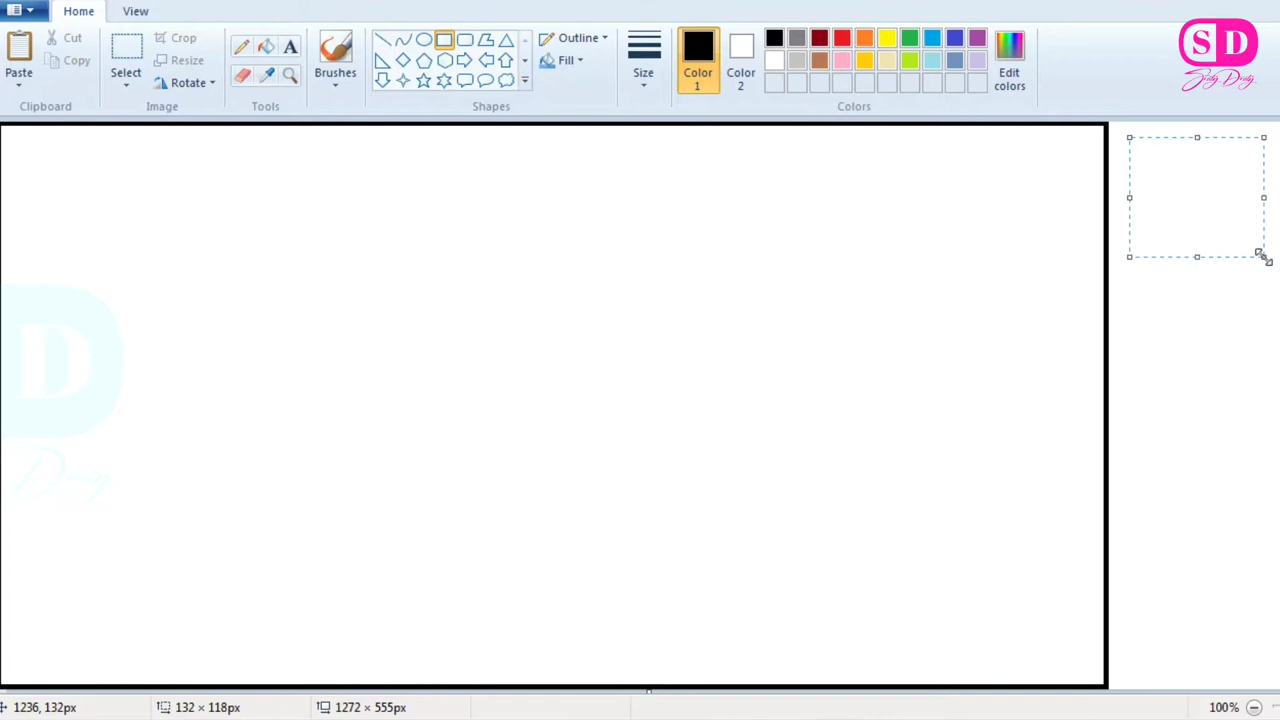 Home View
Cut
Copy
Paste
Clipboard
Select
Crop
Resize
Rotate
Image
A
Tools
Brushes
Outline
Fill
Shapes
Size
Color
1
Color
2
Edit
colors
Colors
S D
D
1236, 132px
132 × 118px
1272 × 555px
100%